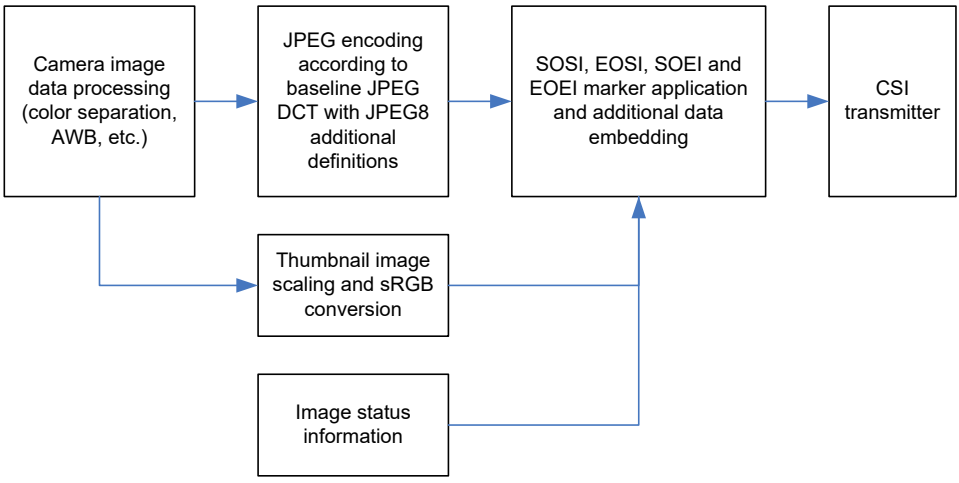 Camera image
data processing
(color separation,
AWB, etc.)
JPEG encoding
according to
baseline JPEG
DCT with JPEG8
additional
definitions
SOSI, EOSI, SOEI and
EOEI marker application
and additional data
embedding
CSI
transmitter
Thumbnail image
scaling and sRGB
conversion
Image status
information